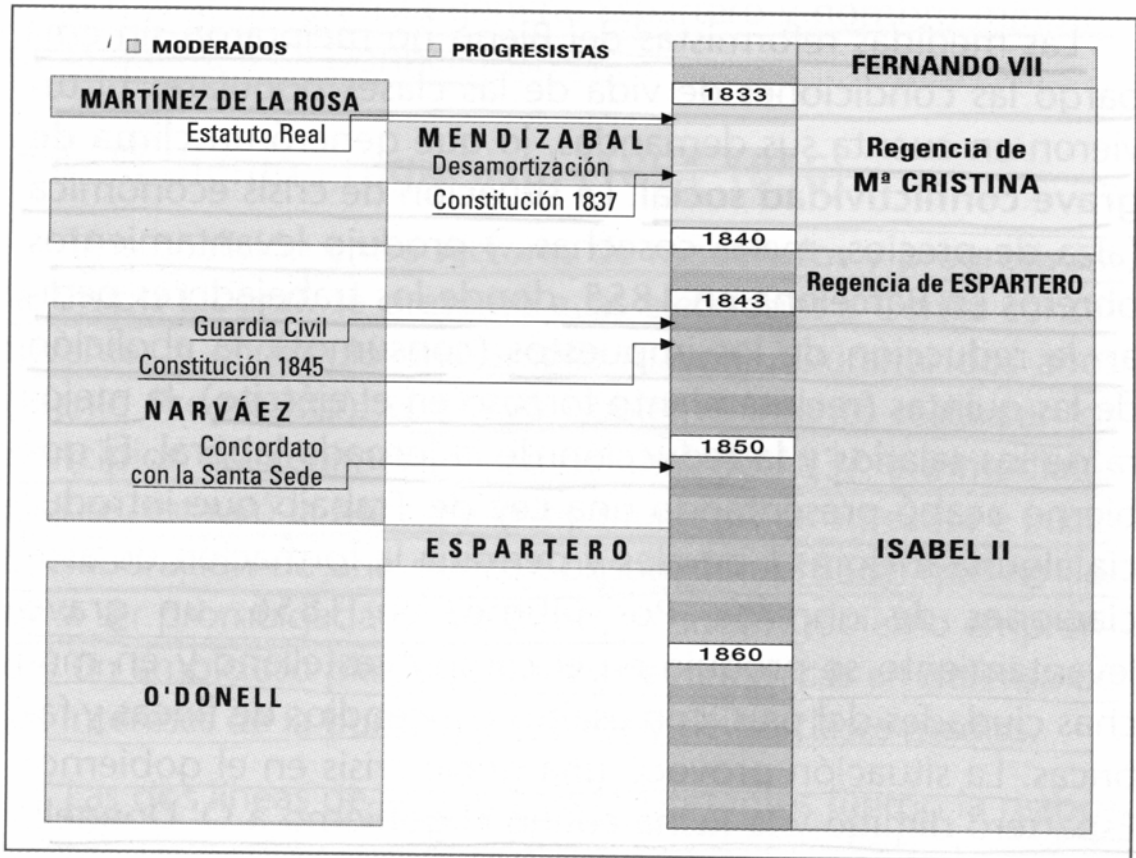 MODERADOS
PROGRESISTAS
MARTÍNEZ DE LA ROSA
Estatuto Real
MENDIZABAL
Desamortización
Constitución 1837
Guardia Civil
Constitución 1845
NARVÁEZ
Concordato
con la Santa Sede
ESPARTERO
O'DONELL
1833
1840
1843
1850
1860
FERNANDO VII
Regencia de
Mª CRISTINA
Regencia de ESPARTERO
ISABEL II